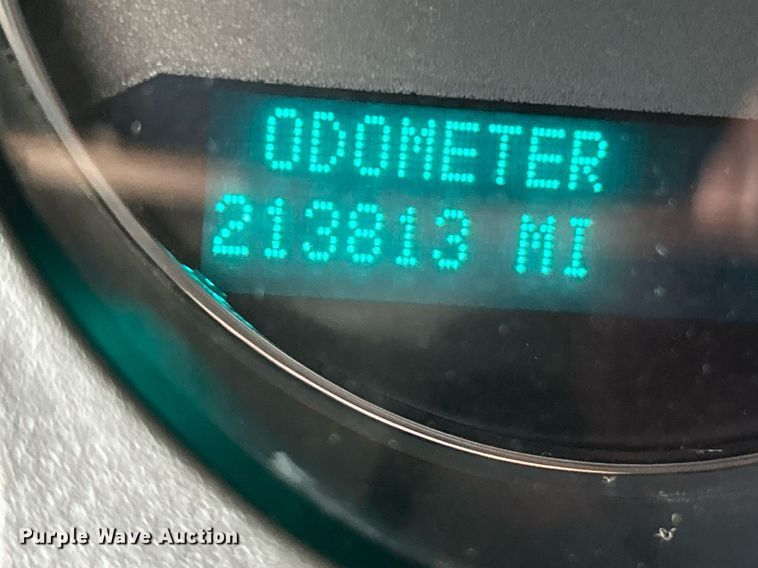 ODOMETER
213813 MI
Purple Wave Auction